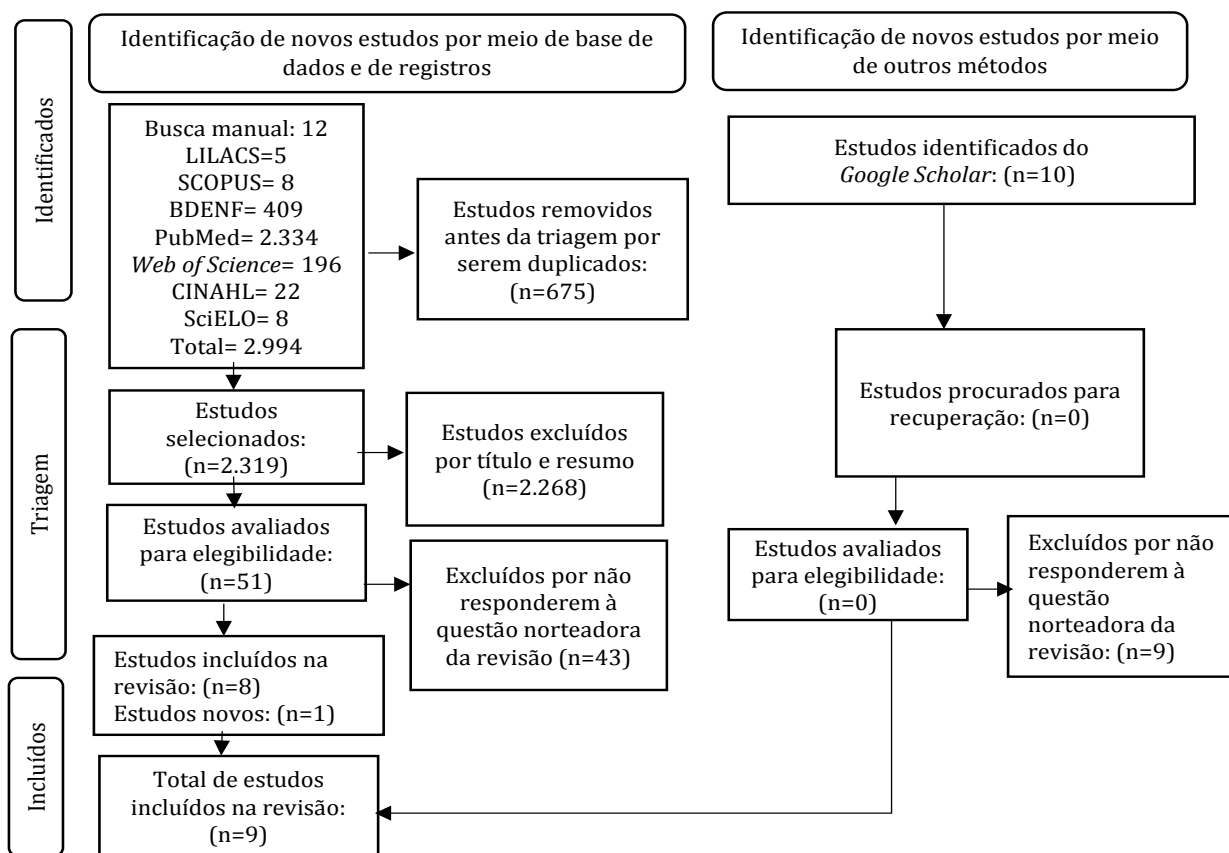 Identificação de novos estudos por meio de base de
dados e de registros
Identificação de novos estudos por meio
de outros métodos
Identificados
Busca manual: 12
LILACS=5
SCOPUS= 8
BDENF= 409
PubMed= 2.334
Web of Science= 196
CINAHL= 22
SciELO= 8
Total= 2.994
Estudos removidos
antes da triagem por
serem duplicados:
(n=675)
Estudos identificados do
Google Scholar: (n=10)
Triagem
Estudos
selecionados:
(n=2.319)
Estudos excluídos
por título e resumo
(n=2.268)
Estudos procurados para
recuperação: (n=0)
Estudos avaliados
para elegibilidade:
(n=51)
Excluídos por não
responderem à
questão norteadora
da revisão (n=43)
Estudos avaliados
para elegibilidade:
(n=0)
Excluídos por não
responderem à
questão
norteadora da
revisão: (n=9)
Estudos incluídos na
revisão: (n=8)
Estudos novos: (n=1)
Incluídos
Total de estudos
incluídos na revisão:
(n=9)